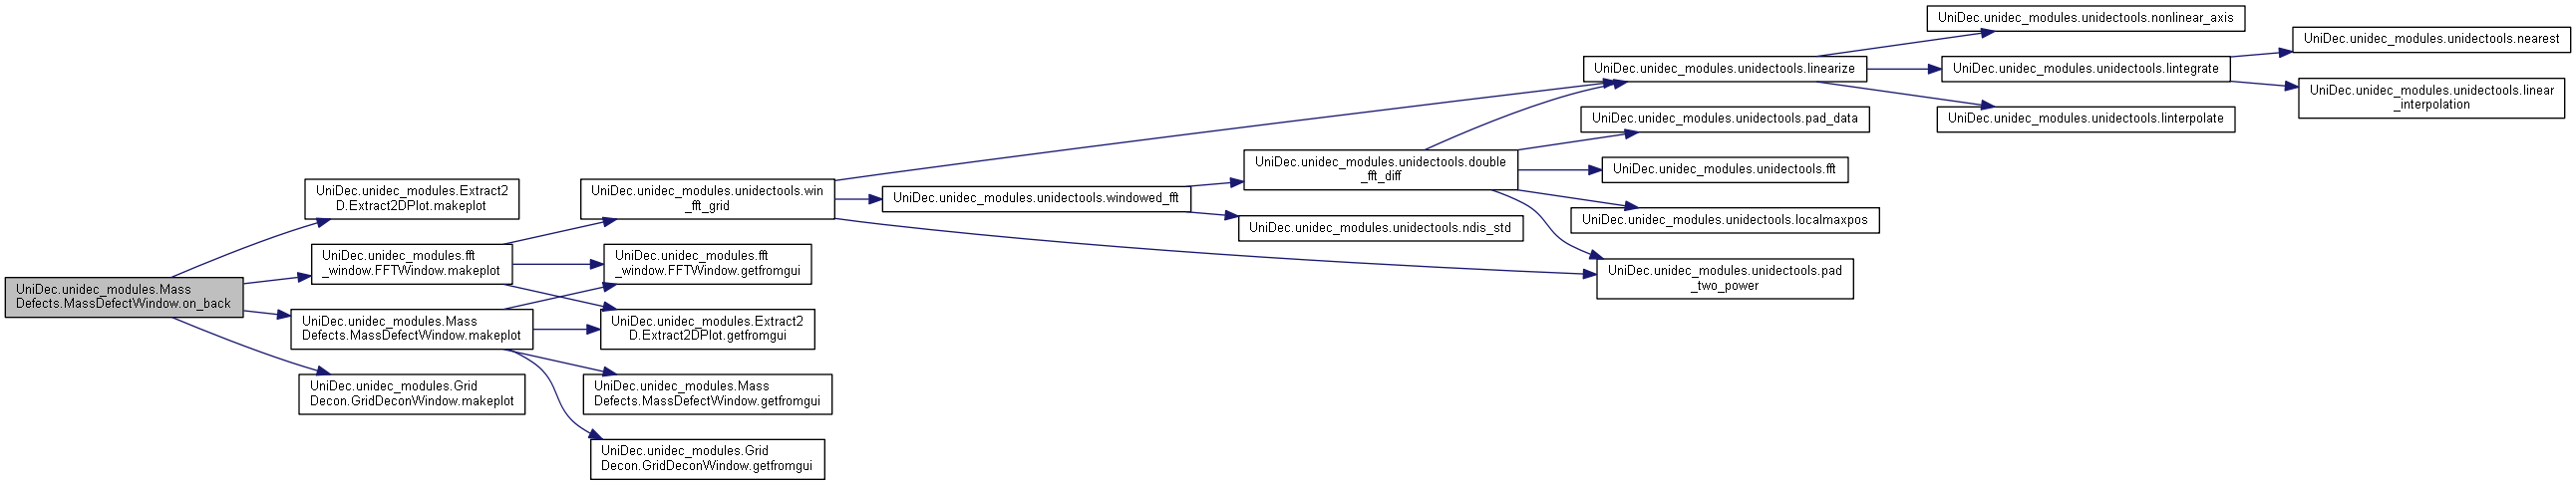 UniDec.unidec_modules.Mass
Defects.MassDefectWindow.on_back
UniDec.unidec_modules.Extract2
D.Extract2DPlot.makeplot
UniDec.unidec_modules.fft
_window.FFTWindow.makeplot
UniDec.unidec_modules.Mass
Defects.MassDefectWindow.makeplot
UniDec.unidec_modules.Grid
Decon.GridDeconWindow.makeplot
UniDec.unidec_modules.unidectools.win
_fft_grid
UniDec.unidec_modules.fft
_window.FFTWindow.getfromgui
UniDec.unidec_modules.Extract2
D.Extract2DPlot.getfromgui
UniDec.unidec_modules.Mass
Defects.MassDefectWindow.getfromgui
UniDec.unidec_modules.Grid
Decon.GridDeconWindow.getfromgui
UniDec.unidec_modules.unidectools.windowed_fft
UniDec.unidec_modules.unidectools.double
_fft_diff
UniDec.unidec_modules.unidectools.ndis_std
UniDec.unidec_modules.unidectools.linearize
UniDec.unidec_modules.unidectools.pad_data
UniDec.unidec_modules.unidectools.fft
UniDec.unidec_modules.unidectools.localmaxpos
UniDec.unidec_modules.unidectools.pad
_two_power
UniDec.unidec_modules.unidectools.nonlinear_axis
UniDec.unidec_modules.unidectools.lintegrate
UniDec.unidec_modules.unidectools.linterpolate
UniDec.unidec_modules.unidectools.nearest
UniDec.unidec_modules.unidectools.linear
_interpolation